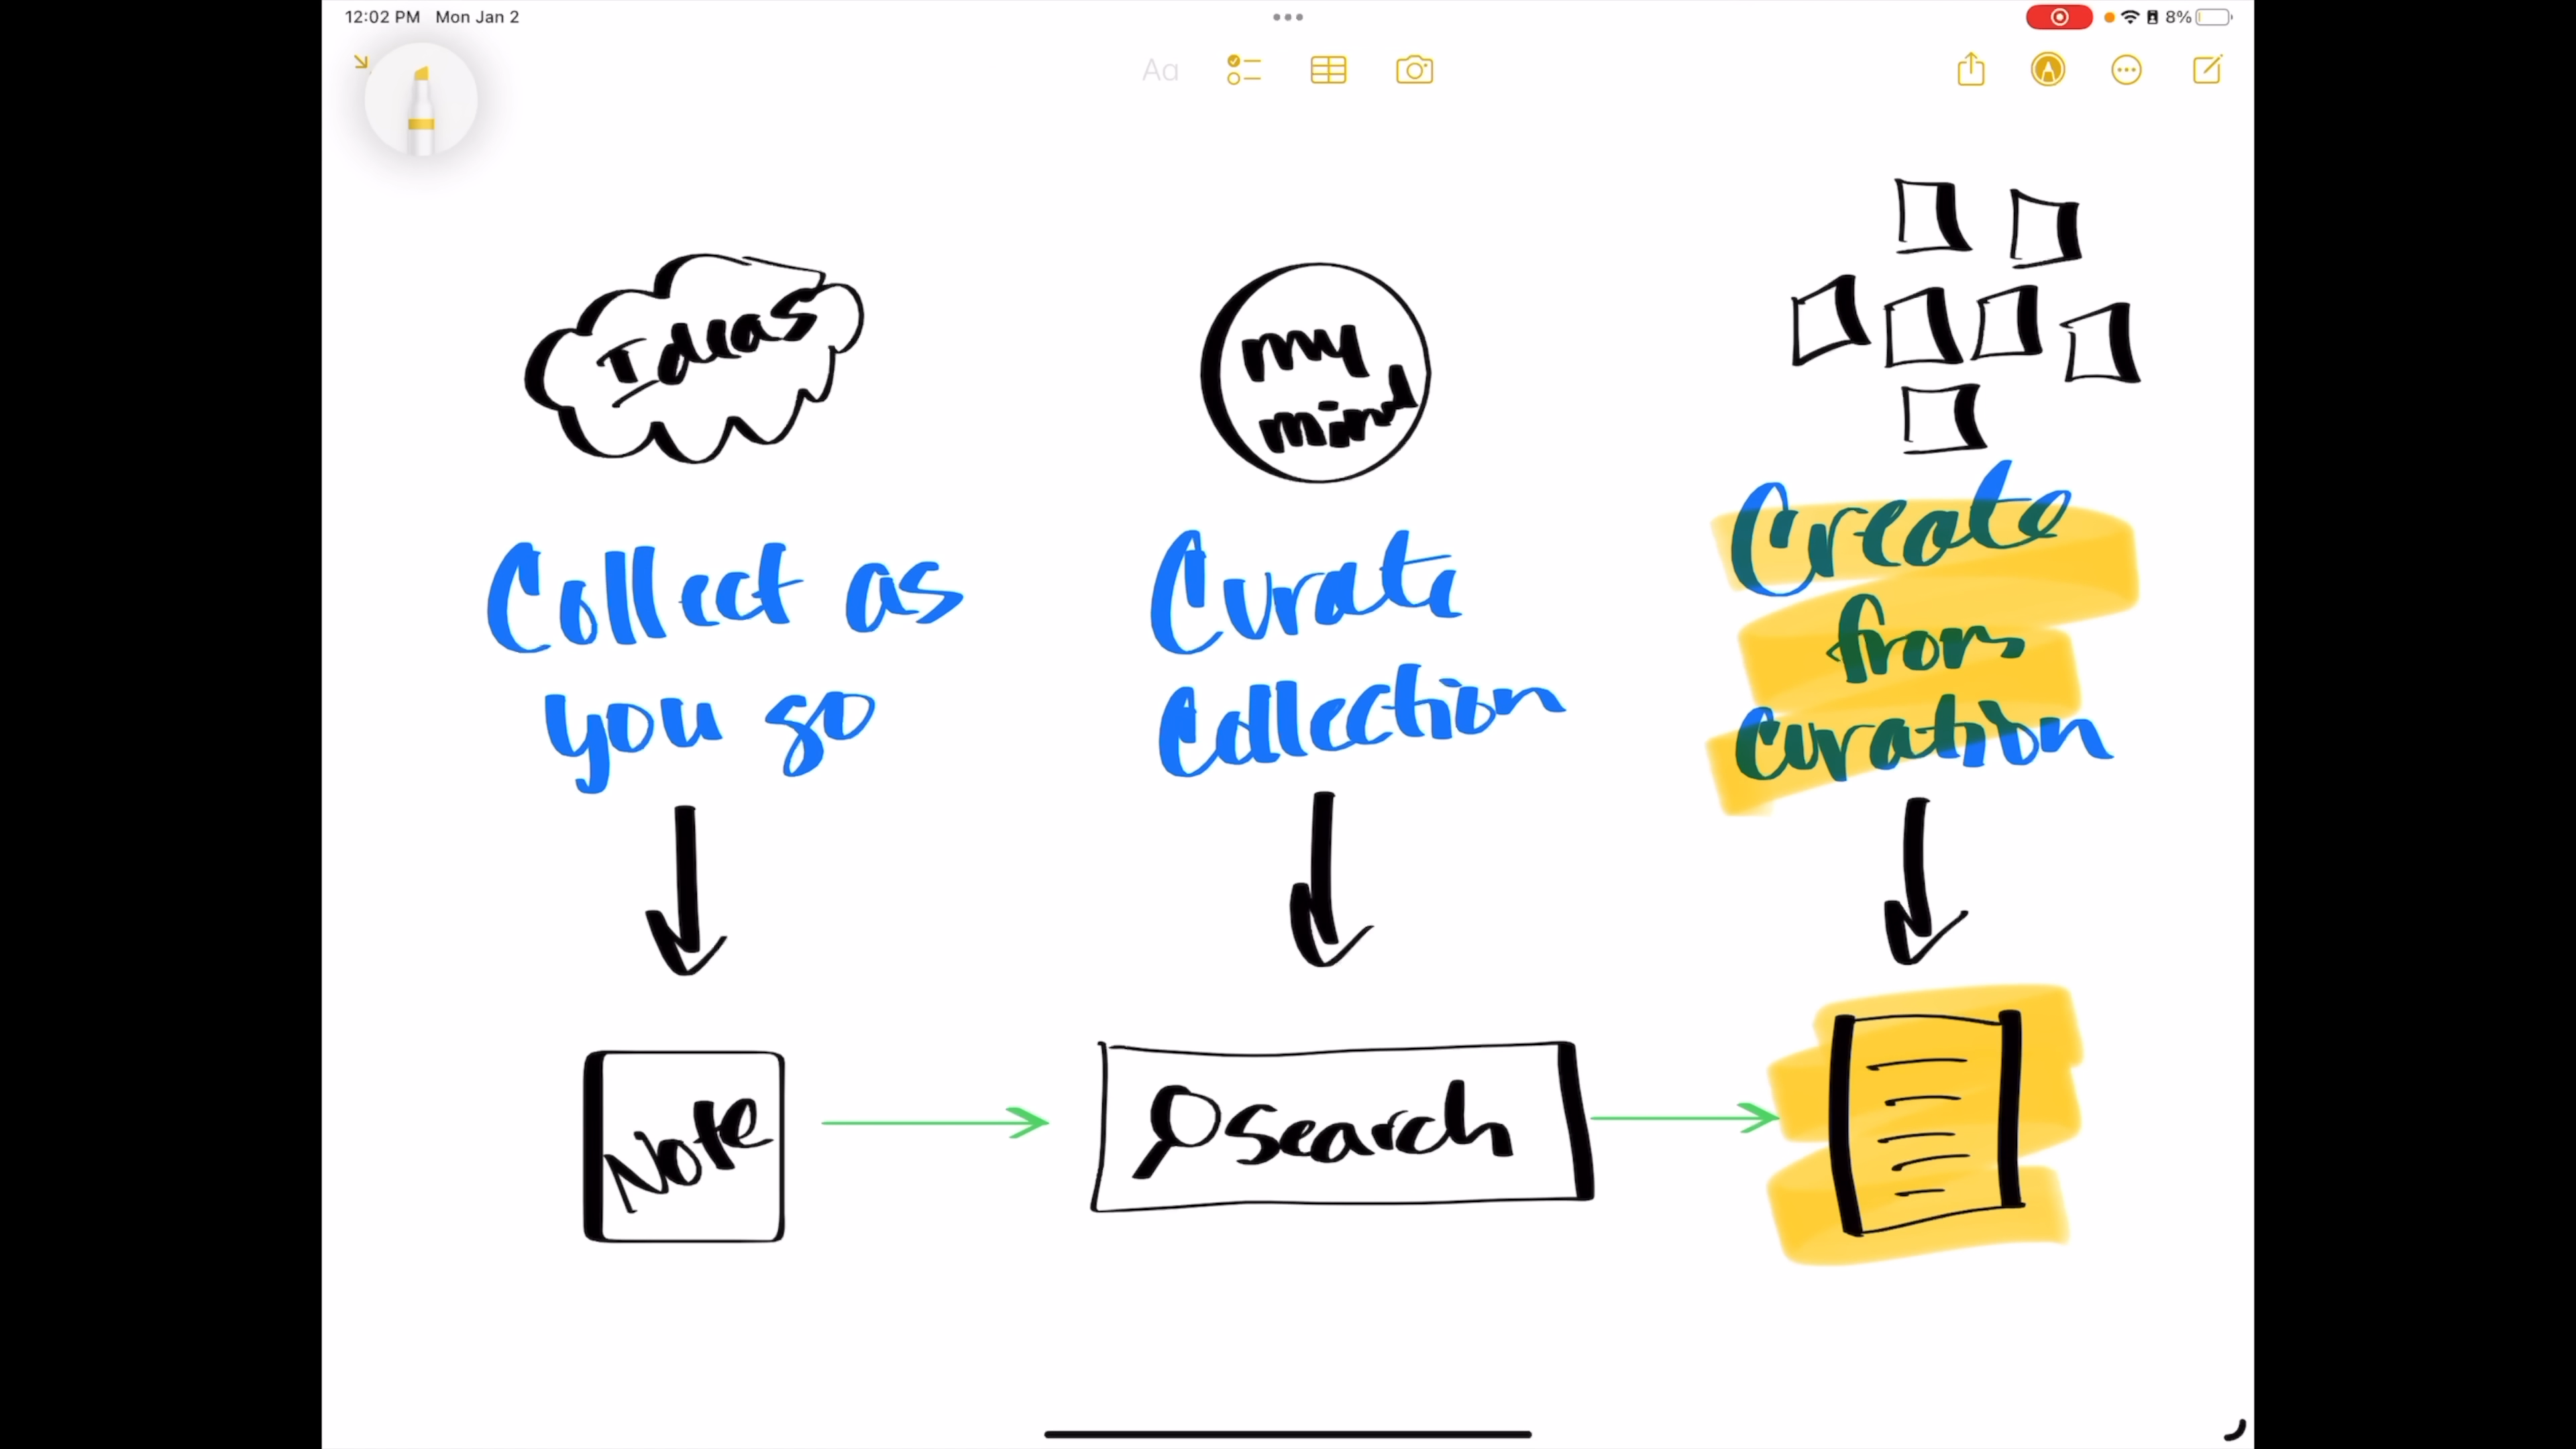 12:02 PM Mon Jan 2
8%
Aa
Ideas
my
mind
Collect as
you go
Curate
Collection
Create
from
curation
Note
Search